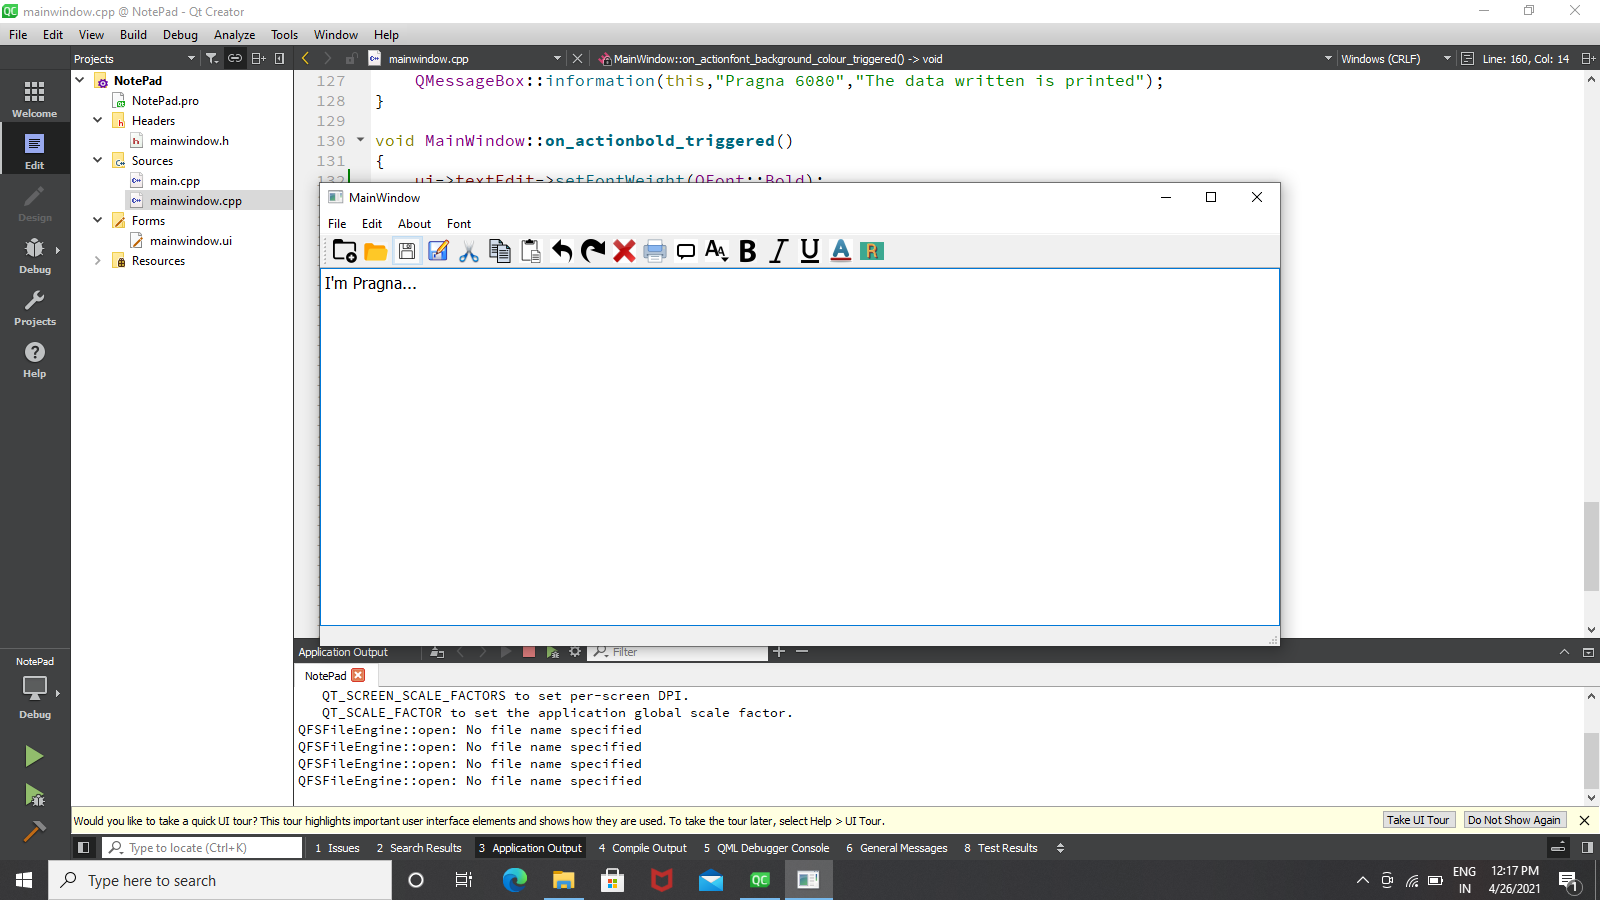 mainwindow.cpp @ NotePad - Qt Creator
File Edit View Build Debug Analyze Tools Window Help
Projects
mainwindow.cpp
MainWindow::on_actionfont_background_colour_triggered() -> void
Windows (CRLF)
Line: 160, Col: 14
Welcome
Edit
Design
Debug
Projects
Help
NotePad
NotePad.pro
Headers
mainwindow.h
Sources
main.cpp
mainwindow.cpp
Forms
mainwindow.ui
Resources
127 QMessageBox::information(this,"Pragna 6080","The data written is printed");
128 }
129
130 void MainWindow::on_actionbold_triggered()
131 {
132 ui->textEdit->setFontWeight(QFont::Bold);
MainWindow
File Edit About Font
I'm Pragna...
Application Output
Filter
NotePad
QT_SCREEN_SCALE_FACTORS to set per-screen DPI.
QT_SCALE_FACTOR to set the application global scale factor.
QFSFileEngine::open: No file name specified
QFSFileEngine::open: No file name specified
QFSFileEngine::open: No file name specified
QFSFileEngine::open: No file name specified
NotePad
Debug
Would you like to take a quick UI tour? This tour highlights important user interface elements and shows how they are used. To take the tour later, select Help > UI Tour.
Take UI Tour
Do Not Show Again
Type to locate (Ctrl+K)
1 Issues 2 Search Results 3 Application Output 4 Compile Output 5 QML Debugger Console 6 General Messages 8 Test Results
Type here to search
ENG
IN
12:17 PM
4/26/2021
1